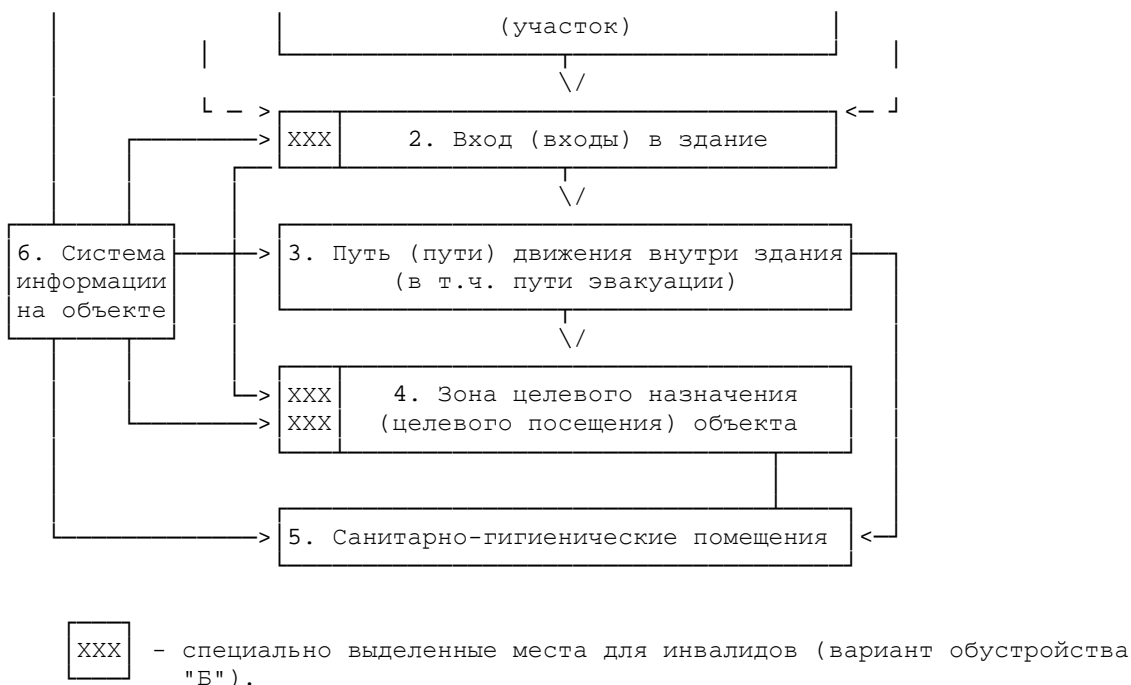 (участок)
XXX 2. Вход (входы) в здание
6. Система
информации
на объекте
3. Путь (пути) движения внутри здания
(в т.ч. пути эвакуации)
XXX 4. Зона целевого назначения
XXX (целевого посещения) объекта
5. Санитарно-гигиенические помещения
XXX - специально выделенные места для инвалидов (вариант обустройства
"Б").